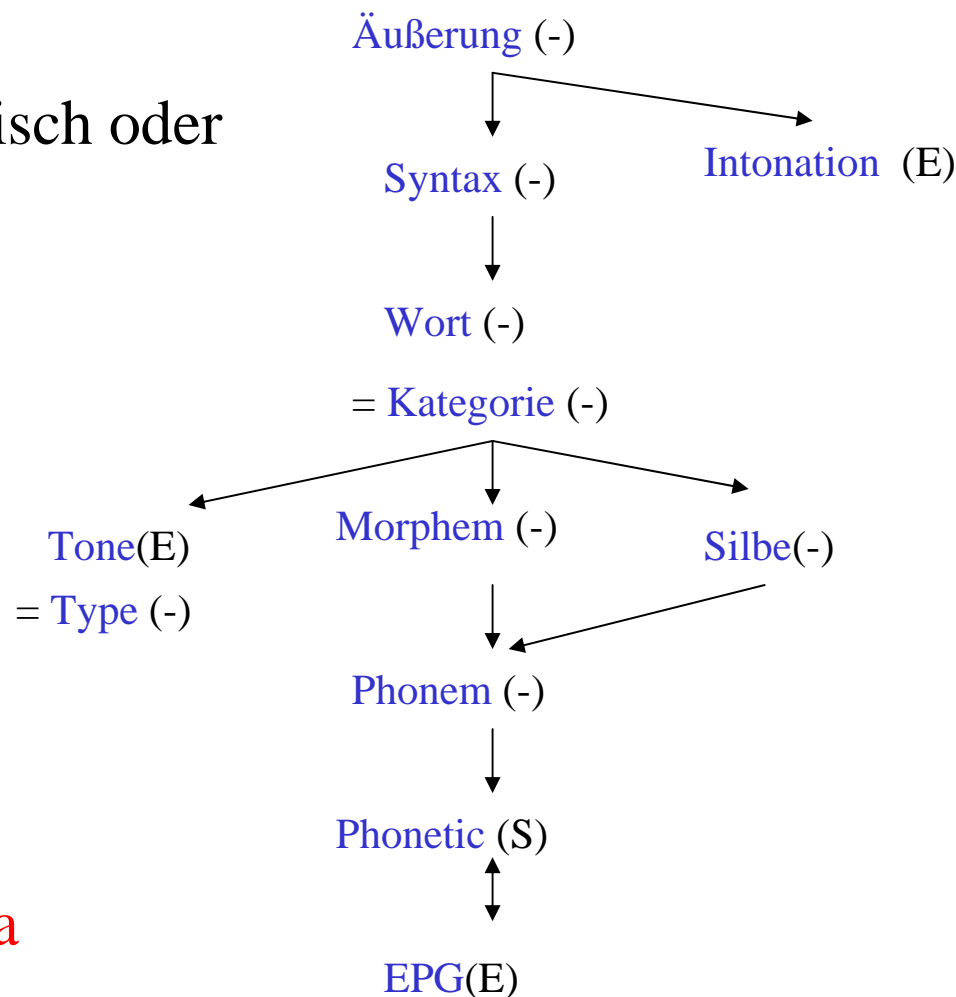 Äußerung (-)
isch oder
Syntax (-)
Intonation (E)
Wort (-)
= Kategorie (-)
Tone(E)
Morphem (-)
Silbe(-)
= Type (-)
Phonem (-)
Phonetic (S)
a
EPG(E)